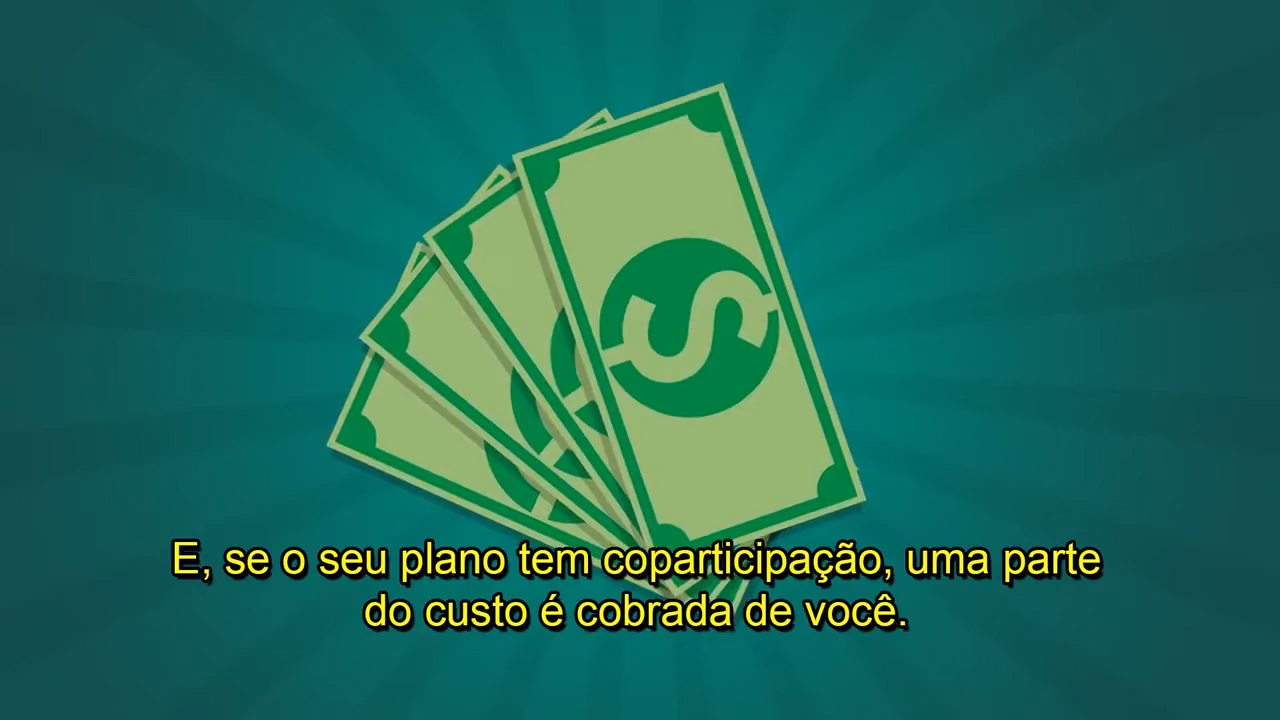 E, se o seu plano tem coparticipação, uma parte
do custo é cobrada de você.